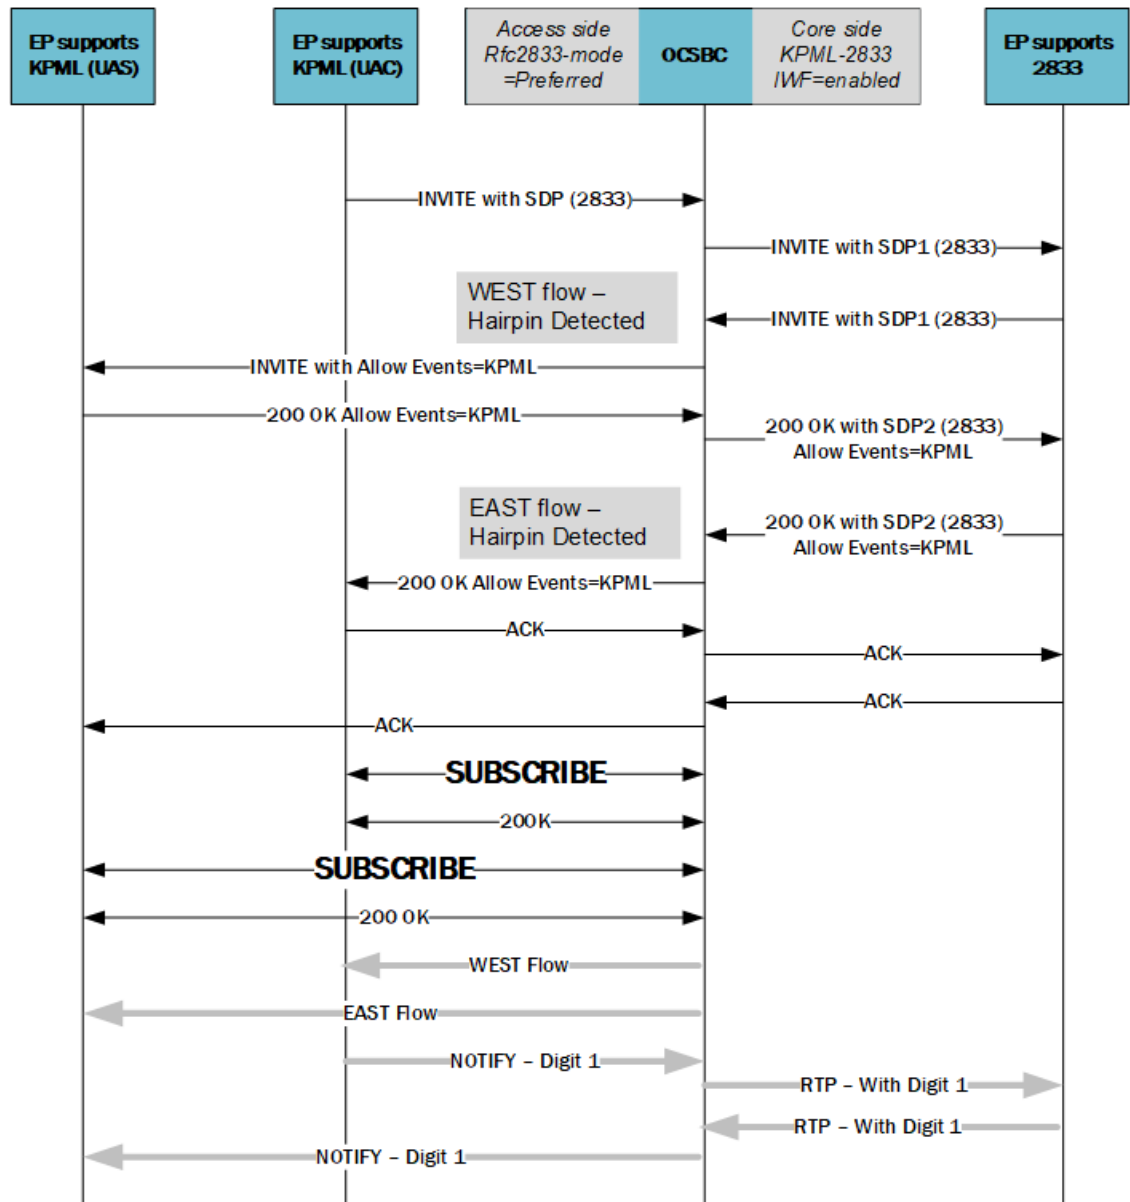 EP supports
KPML (UAS)
EP supports
KPML (UAC)
Access side
Rfc2833-mode
=Preferred
OCSBC
Core side
KPML-2833
IWF=enabled
EP supports
2833
INVITE with SDP (2833)
INVITE with SDP1 (2833)
WEST flow –
Hairpin Detected
INVITE with SDP1 (2833)
INVITE with Allow Events=KPML
200 OK Allow Events=KPML
200 OK with SDP2 (2833)
Allow Events=KPML
EAST flow –
Hairpin Detected
200 OK with SDP2 (2833)
Allow Events=KPML
200 OK Allow Events=KPML
ACK
ACK
ACK
ACK
SUBSCRIBE
200K
SUBSCRIBE
200 OK
WEST Flow
EAST Flow
NOTIFY – Digit 1
RTP – With Digit 1
RTP – With Digit 1
NOTIFY – Digit 1